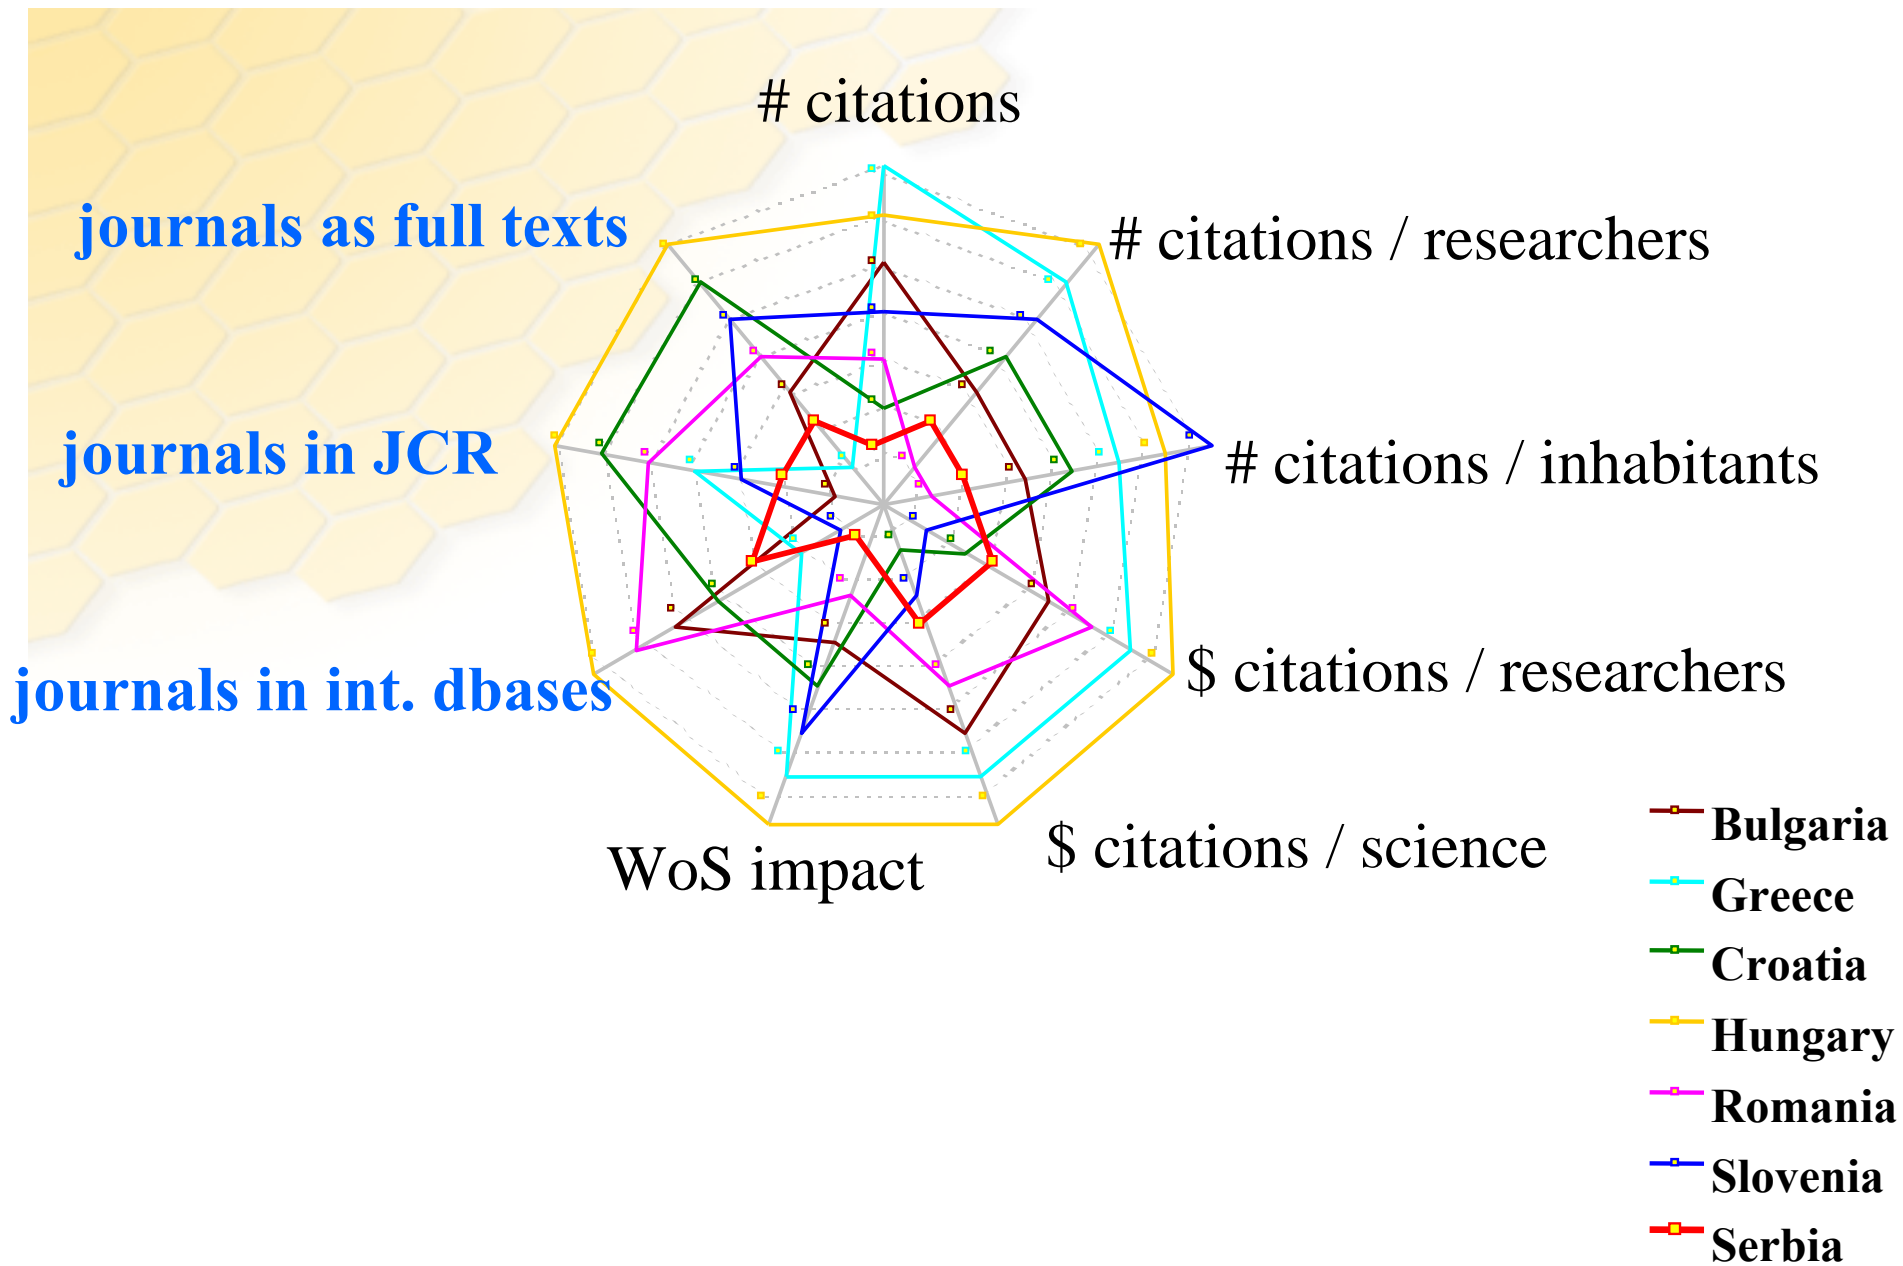 # citations
journals as full texts
# citations / researchers
journals in JCR
# citations / inhabitants
journals in int. dbases
$ citations / researchers
WoS impact
$ citations / science
Bulgaria
Greece
Croatia
Hungary
Romania
Slovenia
Serbia